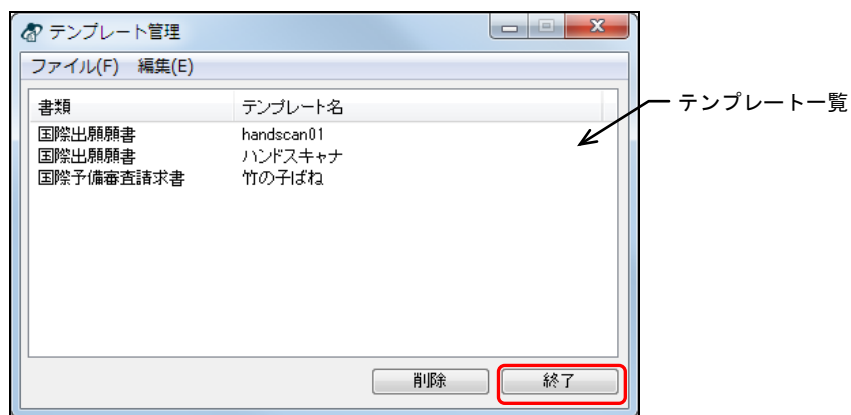 テンプレート管理
ファイル(F) 編集(E)
書類 テンプレート名
国際出願願書 handscan01
国際出願願書 ハンドスキャナ
国際予備審査請求書 竹の子ばね
テンプレート一覧
削除 終了